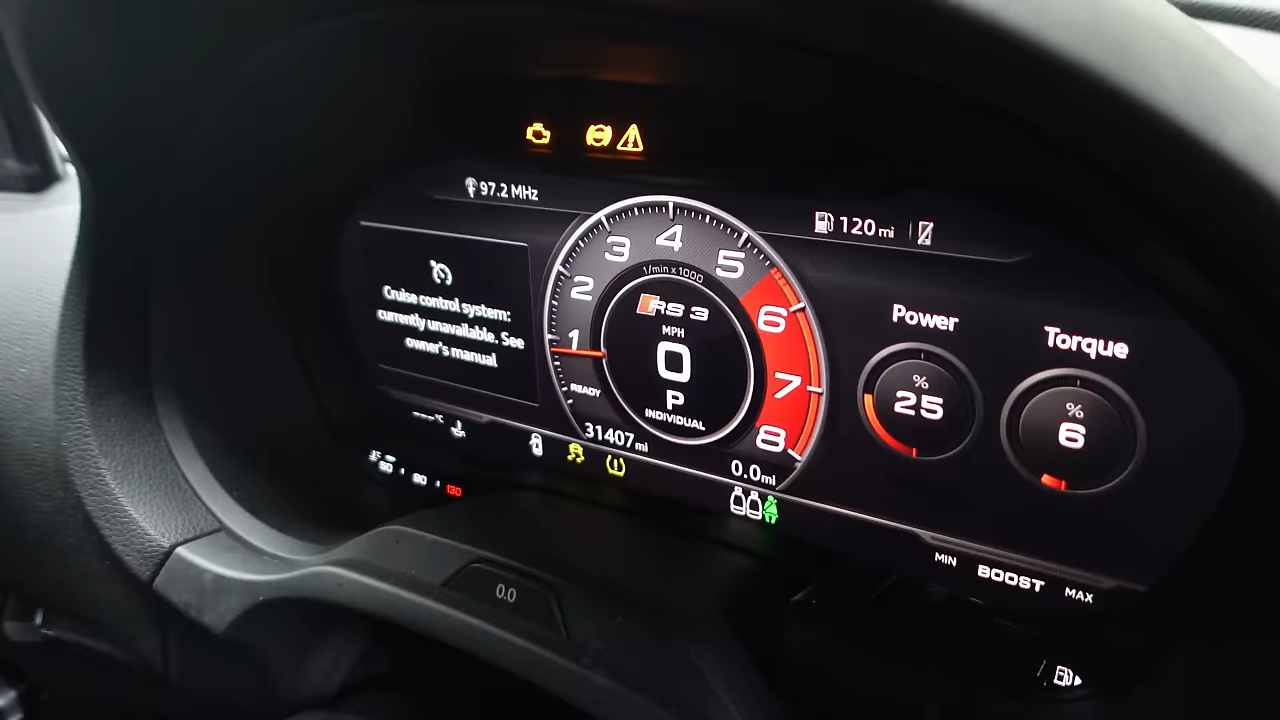 97.2 MHz
120 mi
Cruise control system:
currently unavailable. See
owner's manual
1
2
3
4
5
6
7
8
1/min x 1000
READY
RS 3
MPH
0
P
INDIVIDUAL
31407 mi
0.0 mi
Power
%
25
Torque
%
6
°C
90
130
MIN BOOST MAX
0.0